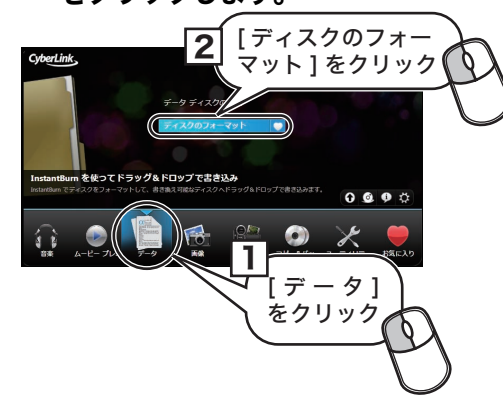 をクリックします。
2
[ディスクのフォー
マット]をクリック
CyberLink
データ ディスクの
ディスクのフォーマット
InstantBurn を使ってドラッグ&ドロップで書き込み
InstantBurn でディスクをフォーマットして、書き換え可能なディスクへドラッグ&ドロップで書き込みます。
音楽
ムービー プレ
データ
画像
お気に入り
1
[データ]
をクリック